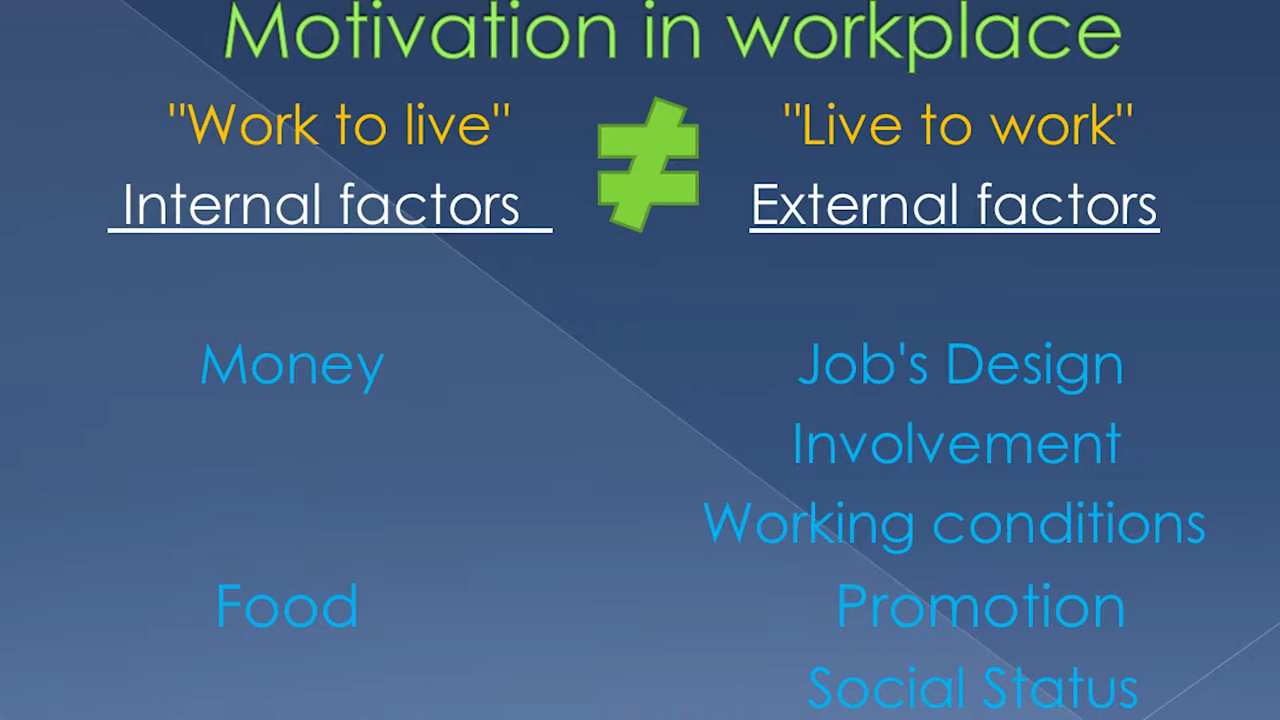 Motivation in workplace
"Work to live" ≠ "Live to work"
Internal factors External factors
Money Job's Design
Involvement
Working conditions
Food Promotion
Social Status